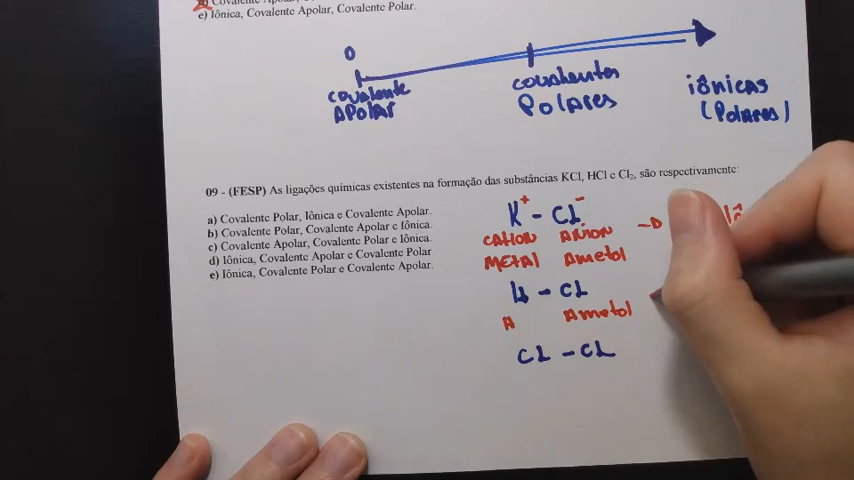 b) Covalente Apolar,
e) Iônica, Covalente Apolar, Covalente Polar.
0
covalente
APOLAR
covalentes
POLARES
iônicas
(POLARES)
09 - (FESP) As ligações químicas existentes na formação das substâncias KCl, HCl e Cl2, são respectivamente:
a) Covalente Polar, Iônica e Covalente Apolar.
b) Covalente Polar, Covalente Apolar e Iônica.
c) Covalente Apolar, Covalente Polar e Iônica.
d) Iônica, Covalente Apolar e Covalente Polar
e) Iônica, Covalente Polar e Covalente Apolar.
K+ - CL-
CATION ANION
METAL Ametal
H - CL
A Ametal
CL - CL